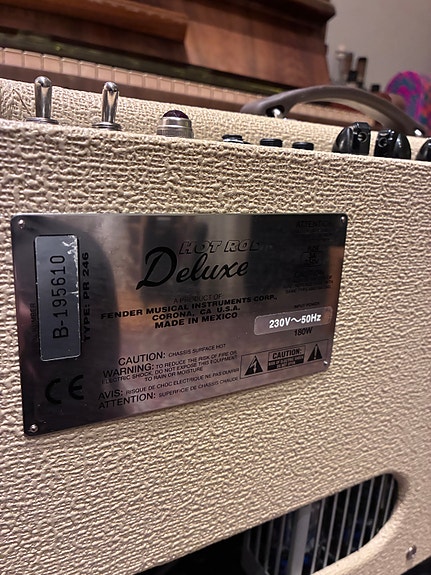 HOT ROD
Deluxe
A PRODUCT OF
FENDER MUSICAL INSTRUMENTS CORP.
CORONA, CA U.S.A.
MADE IN MEXICO
B-195610
TYPE: PR 246
230V~50Hz
180W
CAUTION: CHASSIS SURFACE HOT
WARNING: TO REDUCE THE RISK OF FIRE OR
ELECTRIC SHOCK DO NOT EXPOSE THIS EQUIPMENT
TO RAIN OR MOISTURE
AVIS: RISQUE DE CHOC ELECTRIQUE NE PAS OUVRIR
ATTENTION: SUPERFICIE DE CHASSIS CHAUDE
CAUTION:
CE